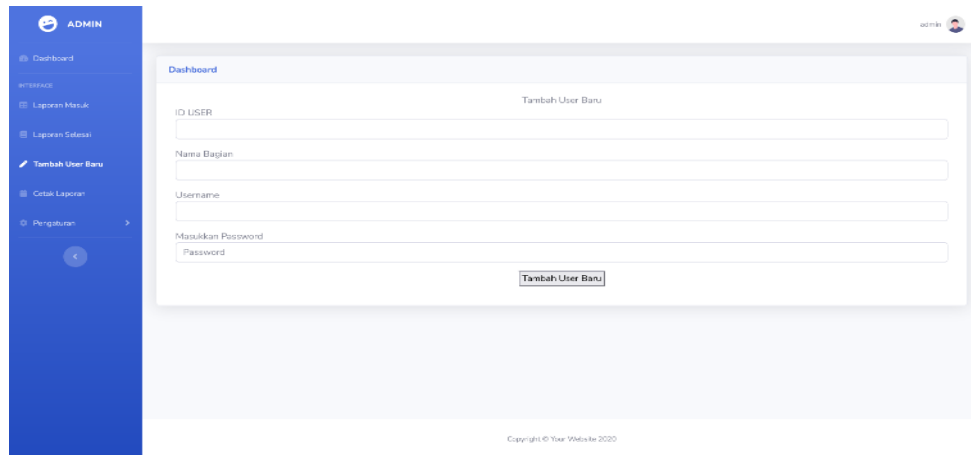 ADMIN
admin
Dashboard
INTERFACE
Laporan Masuk
Laporan Selesai
Tambah User Baru
Cetak Laporan
Pengaturan
Dashboard
Tambah User Baru
ID USER
Nama Bagian
Username
Masukkan Password
Password
Tambah User Baru
Copyright © Your Website 2020